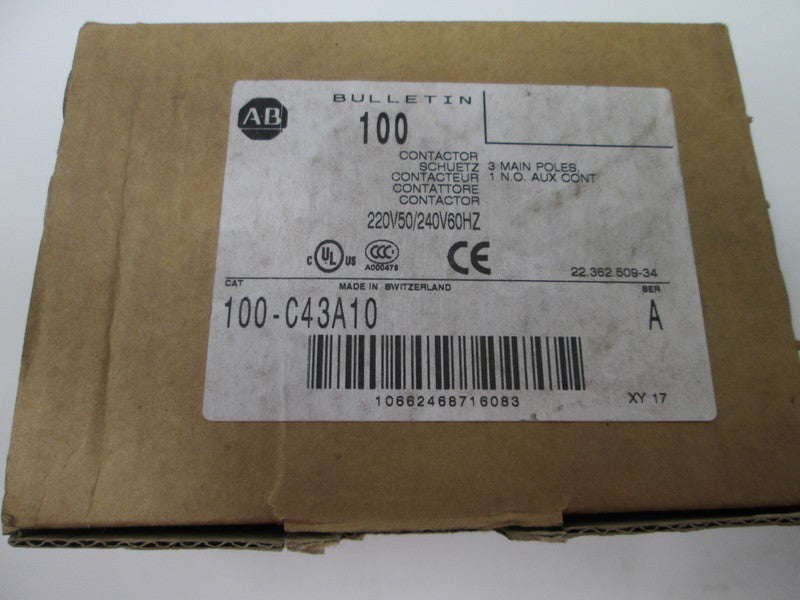 AB
BULLETIN
100
CONTACTOR
SCHUETZ 3 MAIN POLES
CONTACTEUR 1 N.O. AUX CONT
CONTATTORE
CONTACTOR
220V50/240V60HZ
C UL US CCC CE
A000475
22.362.509-34
CAT MADE IN SWITZERLAND SER
100-C43A10 A
10662468716083
XY 17